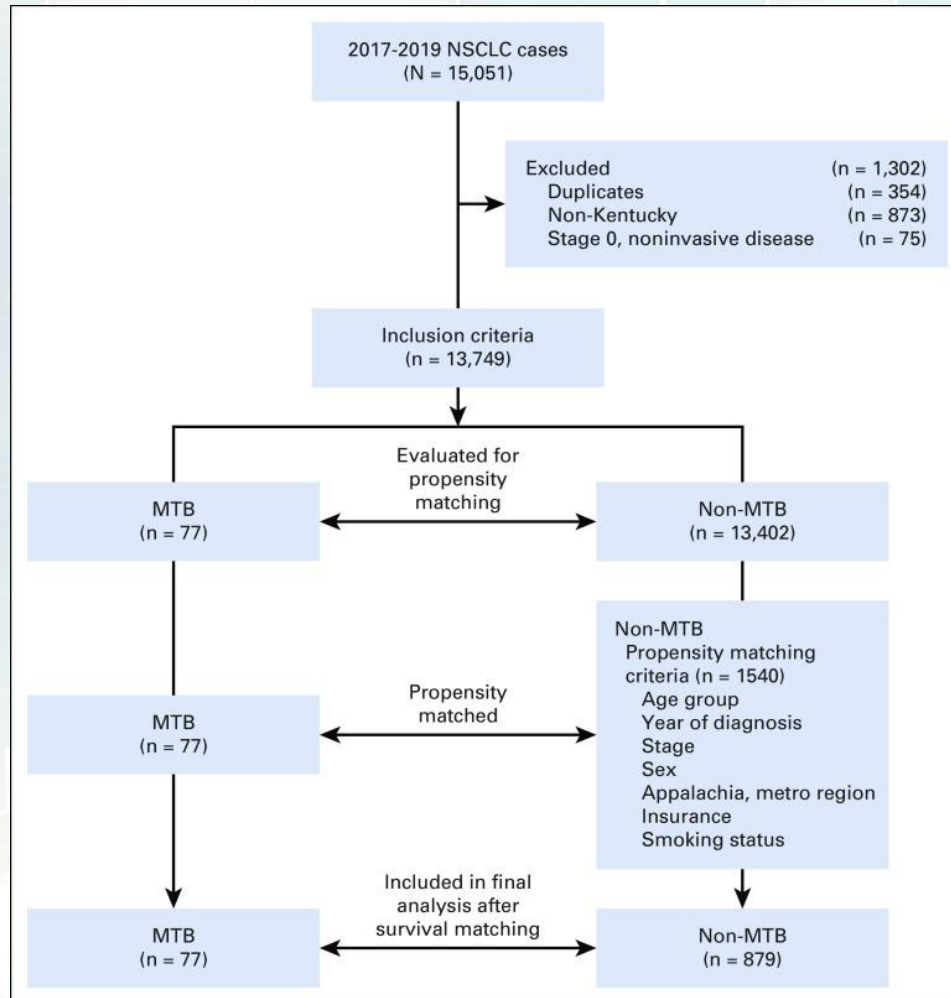 2017-2019 NSCLC cases
(N = 15,051)
Excluded (n = 1,302)
Duplicates (n = 354)
Non-Kentucky (n = 873)
Stage 0, noninvasive disease (n = 75)
Inclusion criteria
(n = 13,749)
Evaluated for
propensity
matching
MTB
(n = 77)
Non-MTB
(n = 13,402)
Non-MTB
Propensity matching
criteria (n = 1540)
Age group
Year of diagnosis
Stage
Sex
Appalachia, metro region
Insurance
Smoking status
Propensity
matched
MTB
(n = 77)
Included in final
analysis after
survival matching
MTB
(n = 77)
Non-MTB
(n = 879)